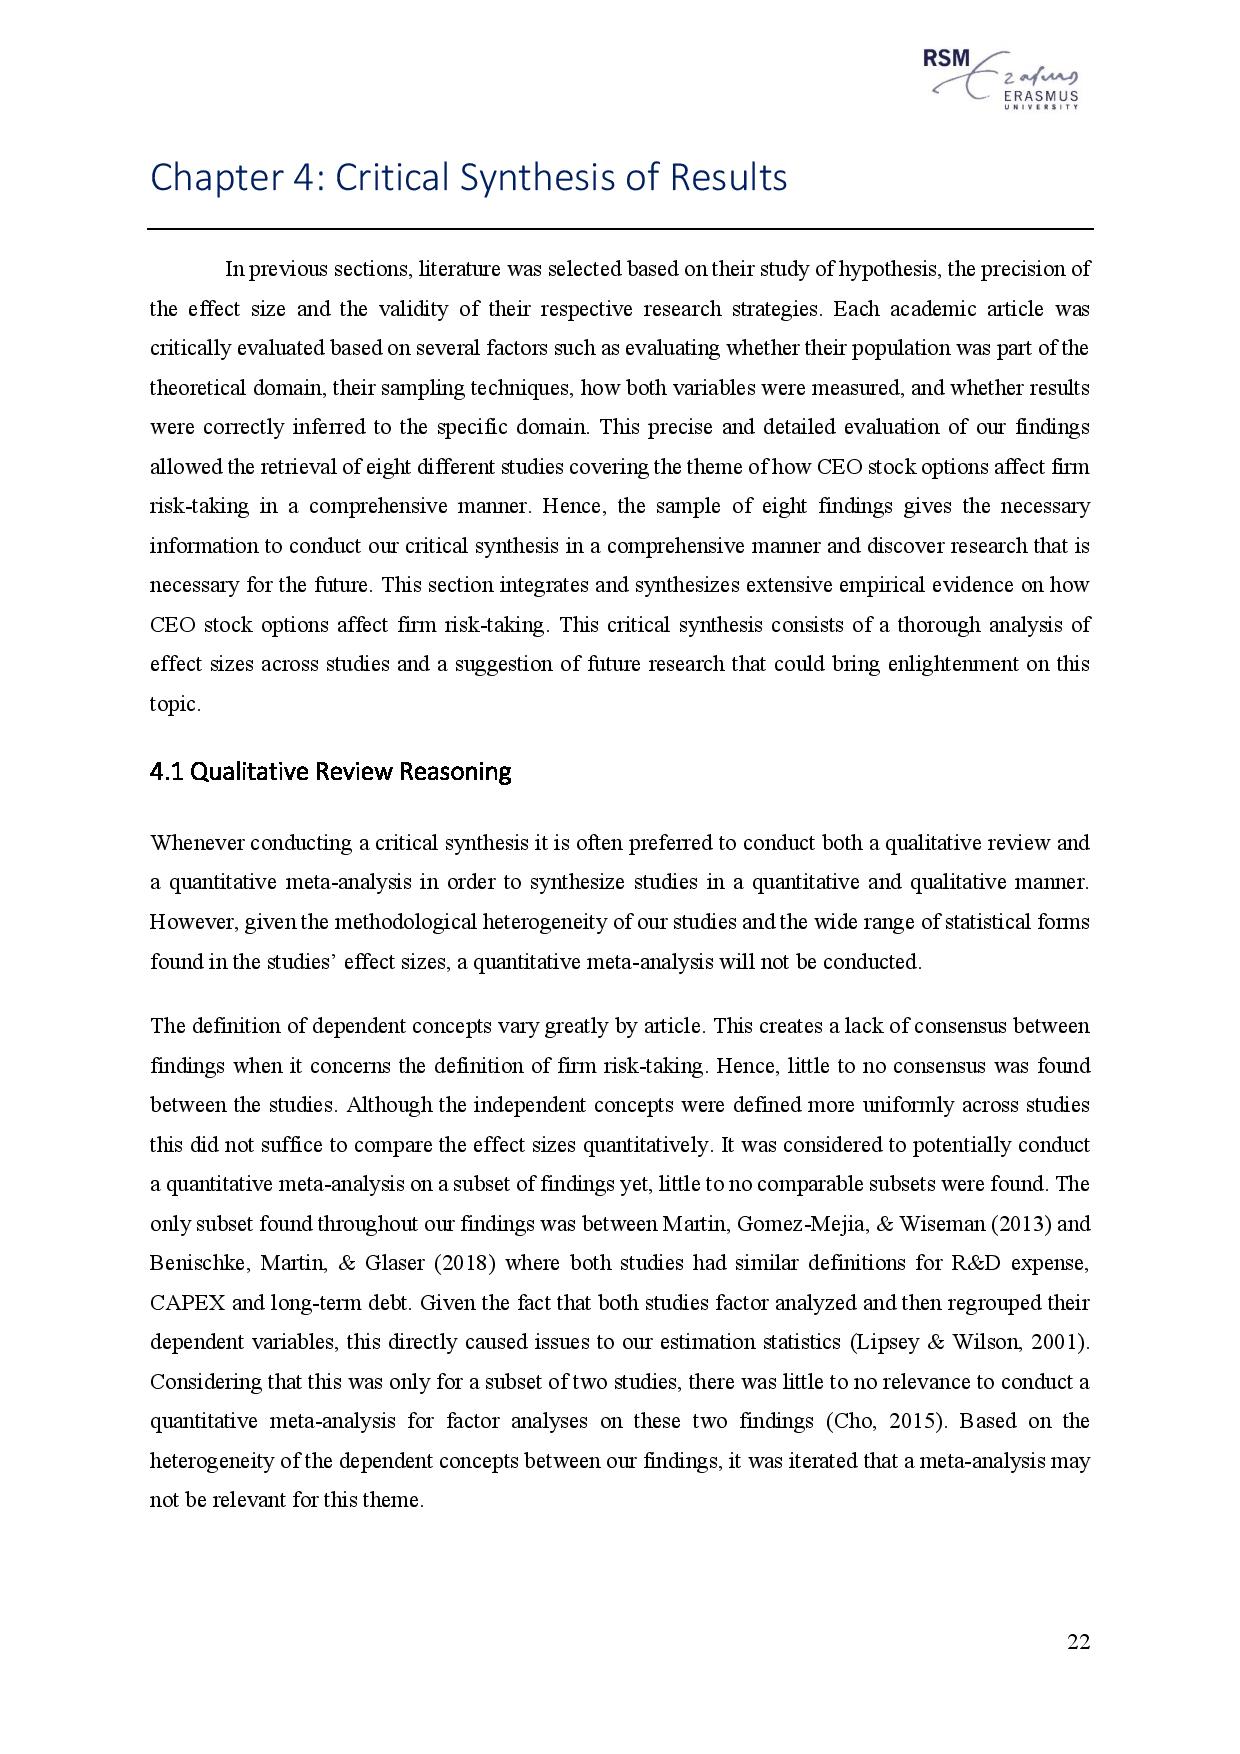 RSM
Erasmus
ERASMUS
UNIVERSITY
Chapter 4: Critical Synthesis of Results
In previous sections, literature was selected based on their study of hypothesis, the precision of
the effect size and the validity of their respective research strategies. Each academic article was
critically evaluated based on several factors such as evaluating whether their population was part of the
theoretical domain, their sampling techniques, how both variables were measured, and whether results
were correctly inferred to the specific domain. This precise and detailed evaluation of our findings
allowed the retrieval of eight different studies covering the theme of how CEO stock options affect firm
risk-taking in a comprehensive manner. Hence, the sample of eight findings gives the necessary
information to conduct our critical synthesis in a comprehensive manner and discover research that is
necessary for the future. This section integrates and synthesizes extensive empirical evidence on how
CEO stock options affect firm risk-taking. This critical synthesis consists of a thorough analysis of
effect sizes across studies and a suggestion of future research that could bring enlightenment on this
topic.
4.1 Qualitative Review Reasoning
Whenever conducting a critical synthesis it is often preferred to conduct both a qualitative review and
a quantitative meta-analysis in order to synthesize studies in a quantitative and qualitative manner.
However, given the methodological heterogeneity of our studies and the wide range of statistical forms
found in the studies’ effect sizes, a quantitative meta-analysis will not be conducted.
The definition of dependent concepts vary greatly by article. This creates a lack of consensus between
findings when it concerns the definition of firm risk-taking. Hence, little to no consensus was found
between the studies. Although the independent concepts were defined more uniformly across studies
this did not suffice to compare the effect sizes quantitatively. It was considered to potentially conduct
a quantitative meta-analysis on a subset of findings yet, little to no comparable subsets were found. The
only subset found throughout our findings was between Martin, Gomez-Mejia, & Wiseman (2013) and
Benischke, Martin, & Glaser (2018) where both studies had similar definitions for R&D expense,
CAPEX and long-term debt. Given the fact that both studies factor analyzed and then regrouped their
dependent variables, this directly caused issues to our estimation statistics (Lipsey & Wilson, 2001).
Considering that this was only for a subset of two studies, there was little to no relevance to conduct a
quantitative meta-analysis for factor analyses on these two findings (Cho, 2015). Based on the
heterogeneity of the dependent concepts between our findings, it was iterated that a meta-analysis may
not be relevant for this theme.
22